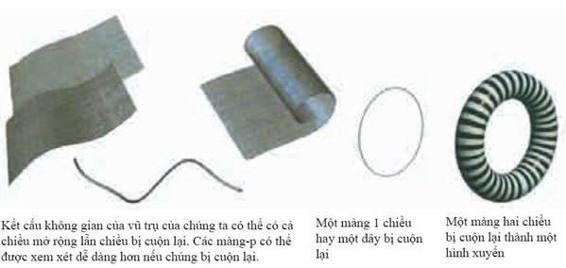 Kết cấu không gian của vũ trụ của chúng ta có thể có cả
chiều mở rộng lẫn chiều bị cuộn lại. Các màng-p có thể
được xem xét dễ dàng hơn nếu chúng bị cuộn lại.
Một màng 1 chiều
hay một dây bị cuộn
lại
Một màng hai chiều
bị cuộn lại thành một
hình xuyến